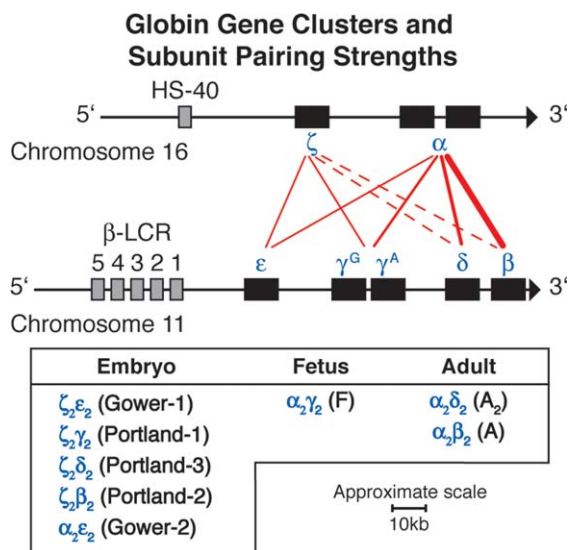 Globin Gene Clusters and
Subunit Pairing Strengths
HS-40
5‘ 3‘
Chromosome 16
ζ α
β-LCR
5 4 3 2 1 ε γᴳ γᴬ δ β
5‘ 3‘
Chromosome 11
Embryo Fetus Adult
ζ₂ε₂ (Gower-1) α₂γ₂ (F) α₂δ₂ (A₂)
ζ₂γ₂ (Portland-1) α₂β₂ (A)
ζ₂δ₂ (Portland-3)
ζ₂β₂ (Portland-2) Approximate scale
α₂ε₂ (Gower-2) 10kb